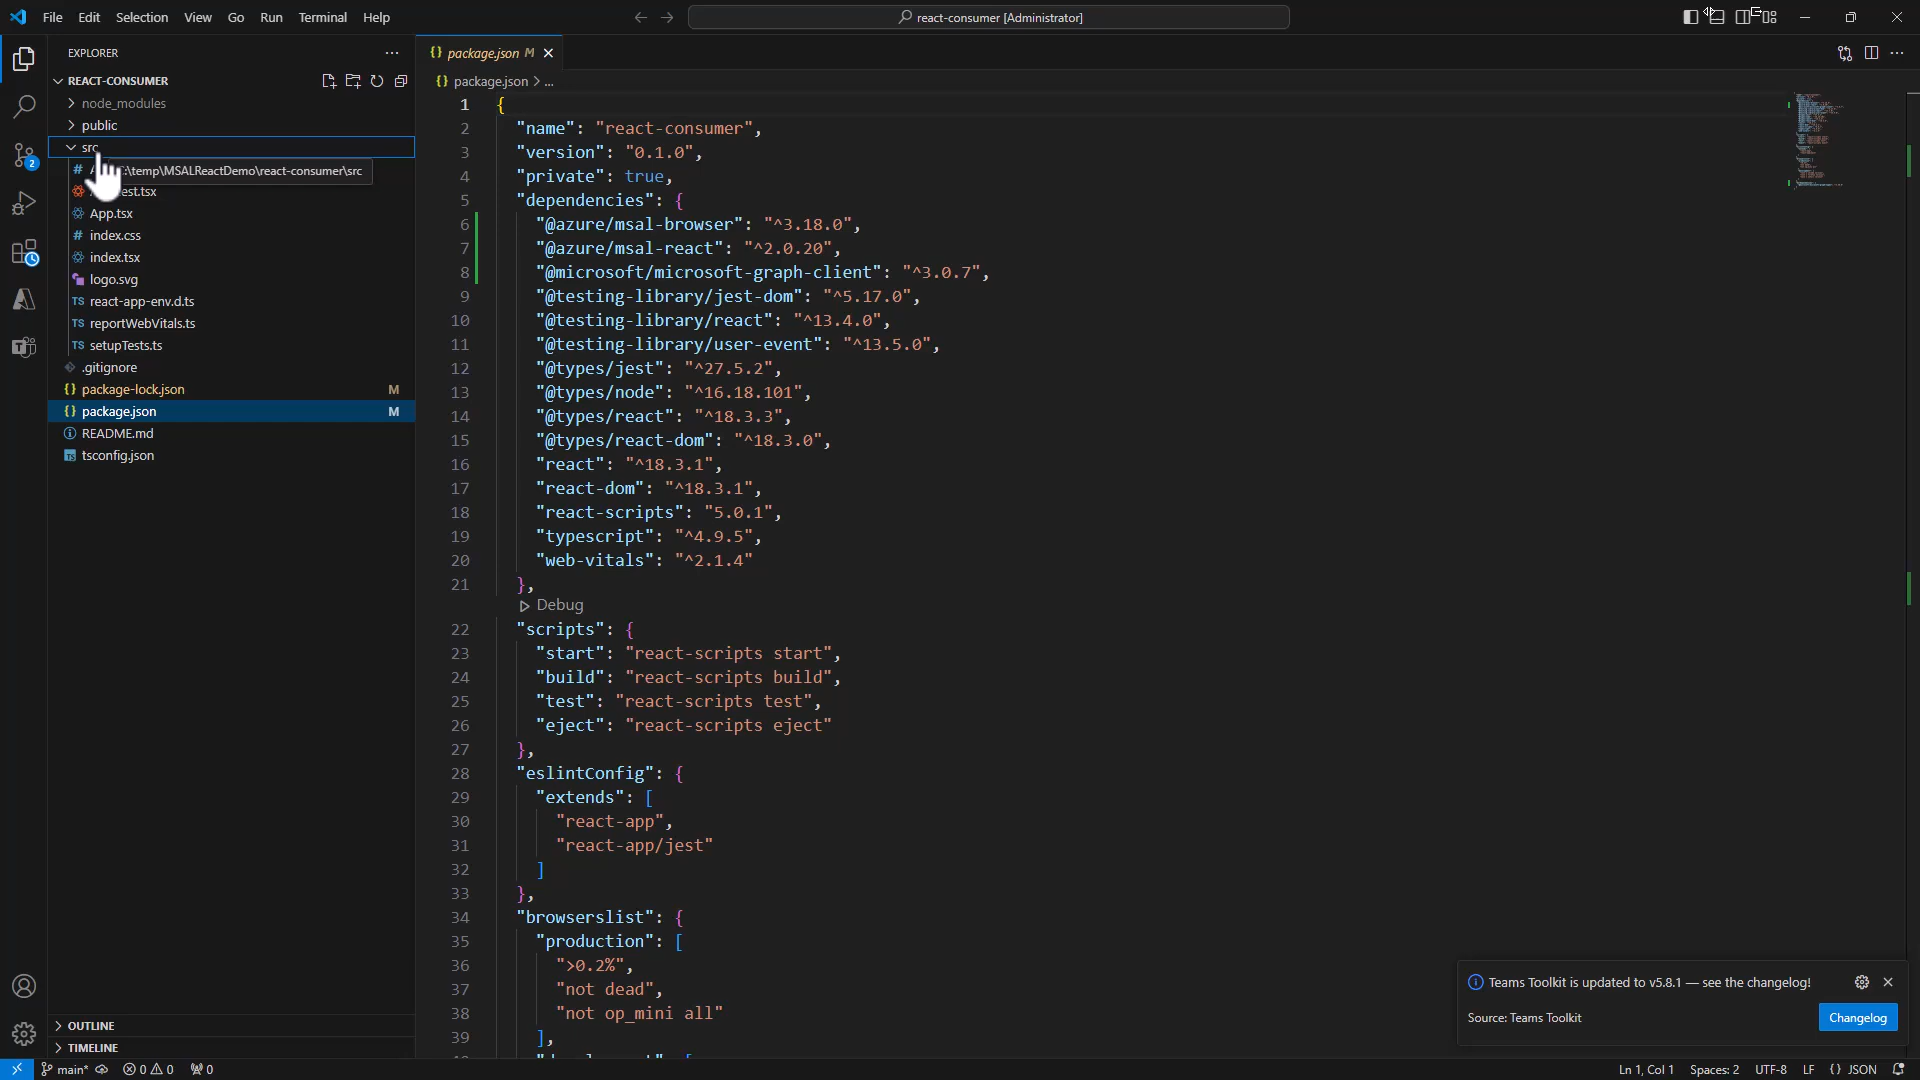 File Edit Selection View Go Run Terminal Help
react-consumer [Administrator]
EXPLORER
REACT-CONSUMER
node_modules
public
src
:\temp\MSALReactDemo\react-consumer\src
est.tsx
App.tsx
index.css
index.tsx
logo.svg
TS react-app-env.d.ts
TS reportWebVitals.ts
TS setupTests.ts
.gitignore
{} package-lock.json M
{} package.json M
README.md
TS tsconfig.json
OUTLINE
TIMELINE
2
{} package.json M
{} package.json > ...
1 {
2 "name": "react-consumer",
3 "version": "0.1.0",
4 "private": true,
5 "dependencies": {
6 "@azure/msal-browser": "^3.18.0",
7 "@azure/msal-react": "^2.0.20",
8 "@microsoft/microsoft-graph-client": "^3.0.7",
9 "@testing-library/jest-dom": "^5.17.0",
10 "@testing-library/react": "^13.4.0",
11 "@testing-library/user-event": "^13.5.0",
12 "@types/jest": "^27.5.2",
13 "@types/node": "^16.18.101",
14 "@types/react": "^18.3.3",
15 "@types/react-dom": "^18.3.0",
16 "react": "^18.3.1",
17 "react-dom": "^18.3.1",
18 "react-scripts": "5.0.1",
19 "typescript": "^4.9.5",
20 "web-vitals": "^2.1.4"
21 },
Debug
22 "scripts": {
23 "start": "react-scripts start",
24 "build": "react-scripts build",
25 "test": "react-scripts test",
26 "eject": "react-scripts eject"
27 },
28 "eslintConfig": {
29 "extends": [
30 "react-app",
31 "react-app/jest"
32 ]
33 },
34 "browserslist": {
35 "production": [
36 ">0.2%",
37 "not dead",
38 "not op_mini all"
39 ],
Teams Toolkit is updated to v5.8.1 — see the changelog!
Source: Teams Toolkit
Changelog
main* 0 0 0
Ln 1, Col 1 Spaces: 2 UTF-8 LF {} JSON